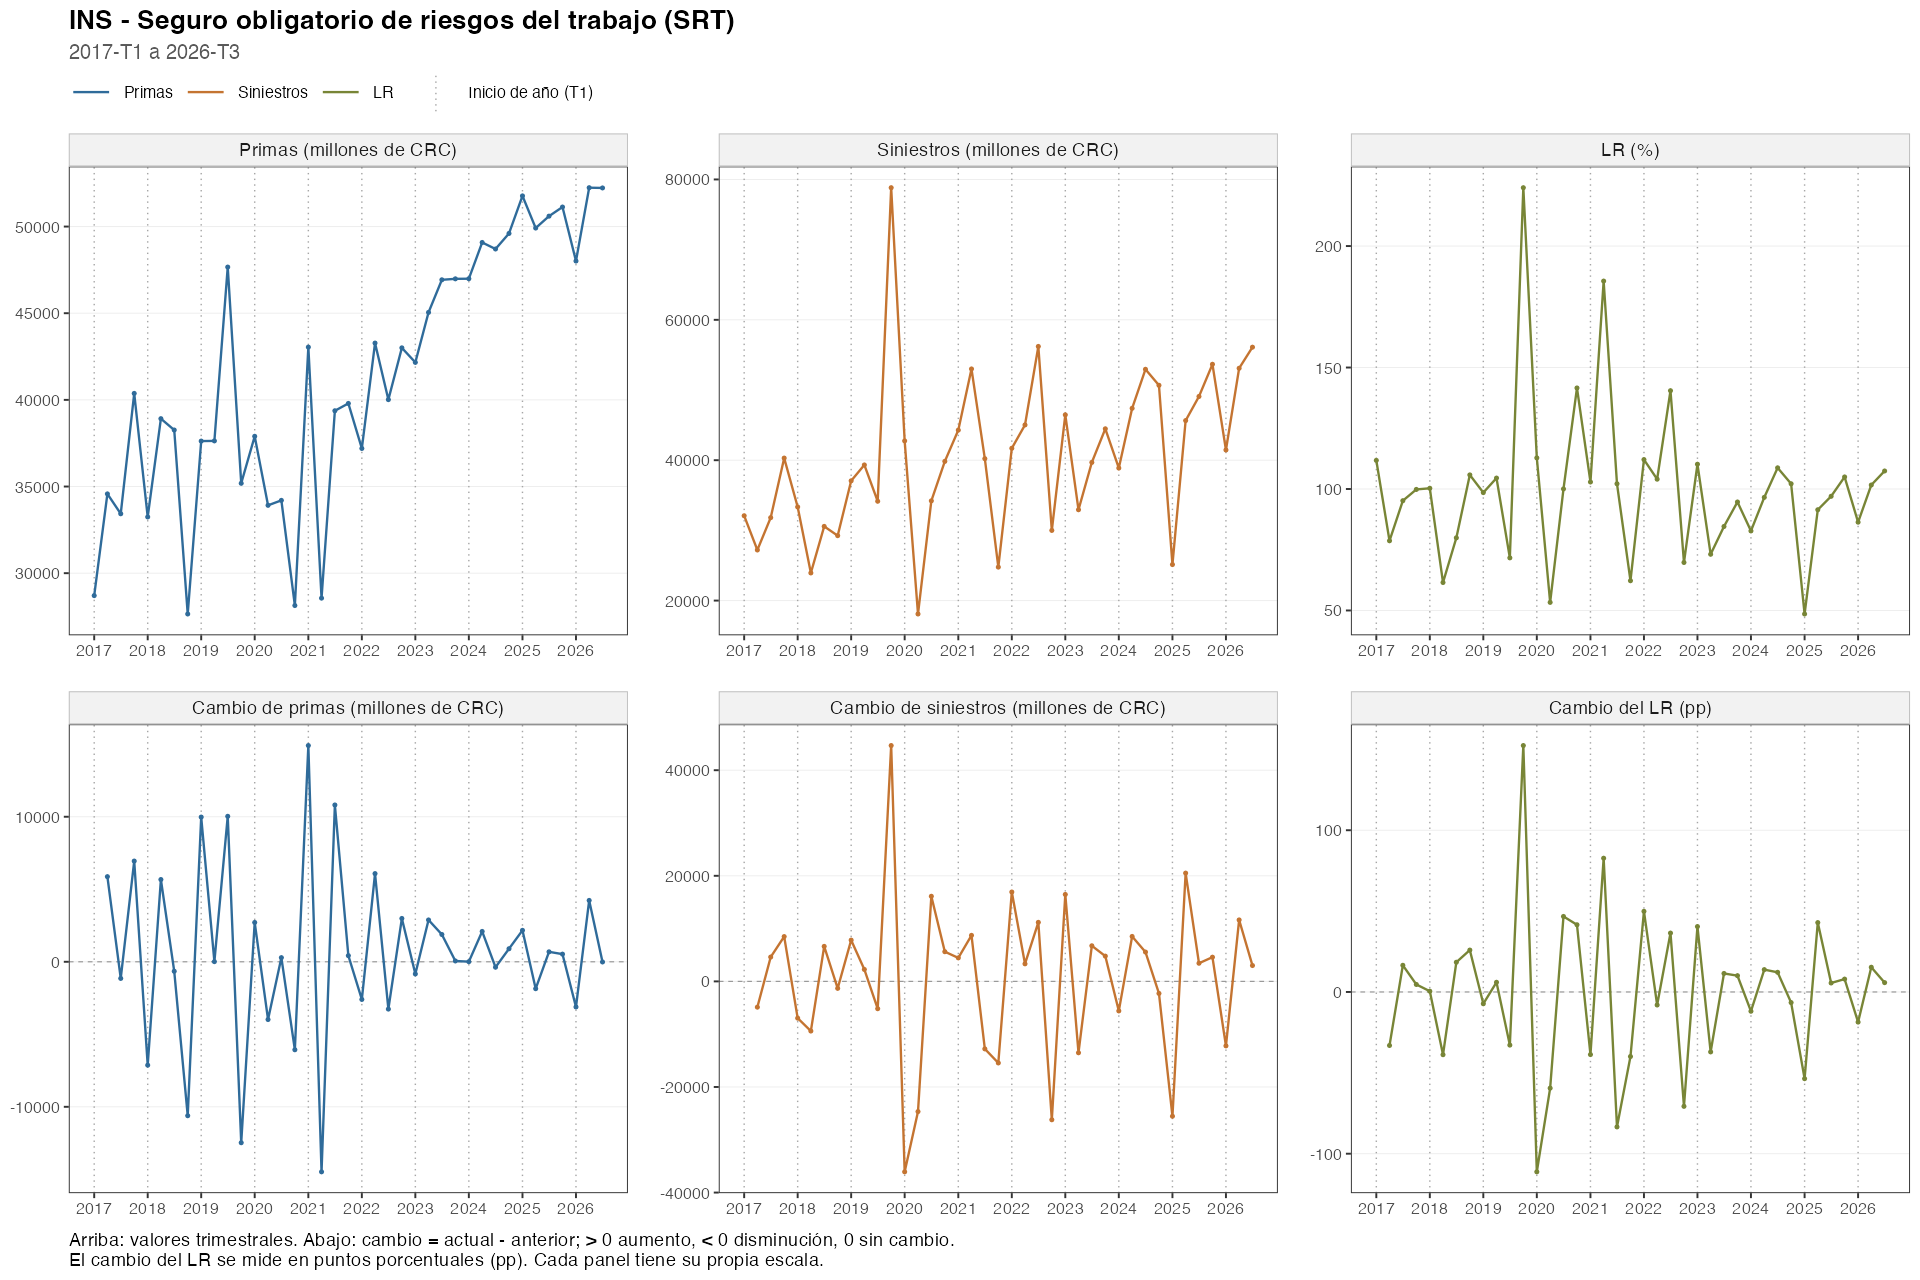 INS - Seguro obligatorio de riesgos del trabajo (SRT)
2017-T1 a 2026-T3
Primas Siniestros LR Inicio de año (T1)
Primas (millones de CRC)
50000
45000
40000
35000
30000
2017 2018 2019 2020 2021 2022 2023 2024 2025 2026
Siniestros (millones de CRC)
80000
60000
40000
20000
2017 2018 2019 2020 2021 2022 2023 2024 2025 2026
LR (%)
200
150
100
50
2017 2018 2019 2020 2021 2022 2023 2024 2025 2026
Cambio de primas (millones de CRC)
10000
0
-10000
2017 2018 2019 2020 2021 2022 2023 2024 2025 2026
Cambio de siniestros (millones de CRC)
40000
20000
0
-20000
-40000
2017 2018 2019 2020 2021 2022 2023 2024 2025 2026
Cambio del LR (pp)
100
0
-100
2017 2018 2019 2020 2021 2022 2023 2024 2025 2026
Arriba: valores trimestrales. Abajo: cambio = actual - anterior; > 0 aumento, < 0 disminución, 0 sin cambio.
El cambio del LR se mide en puntos porcentuales (pp). Cada panel tiene su propia escala.